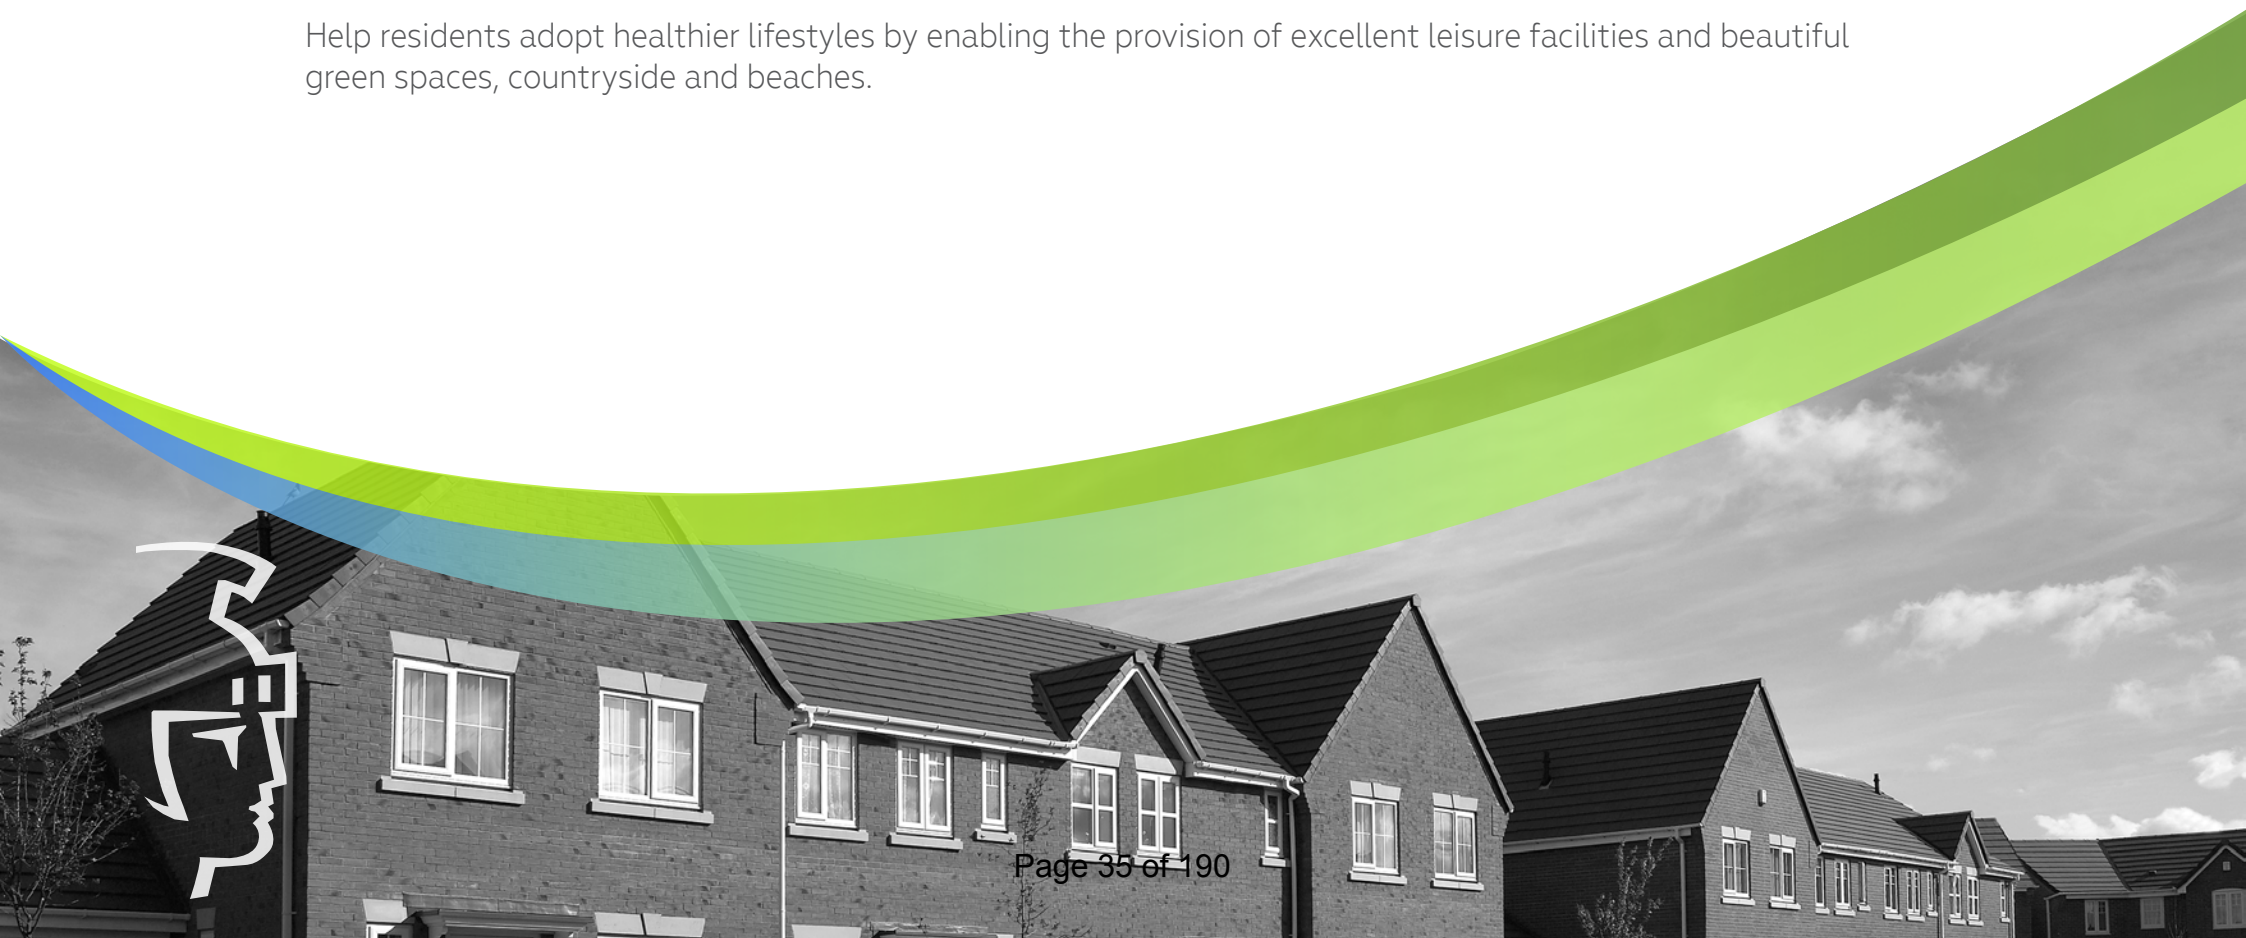 Help residents adopt healthier lifestyles by enabling the provision of excellent leisure facilities and beautiful
green spaces, countryside and beaches.
Page 35 of 190